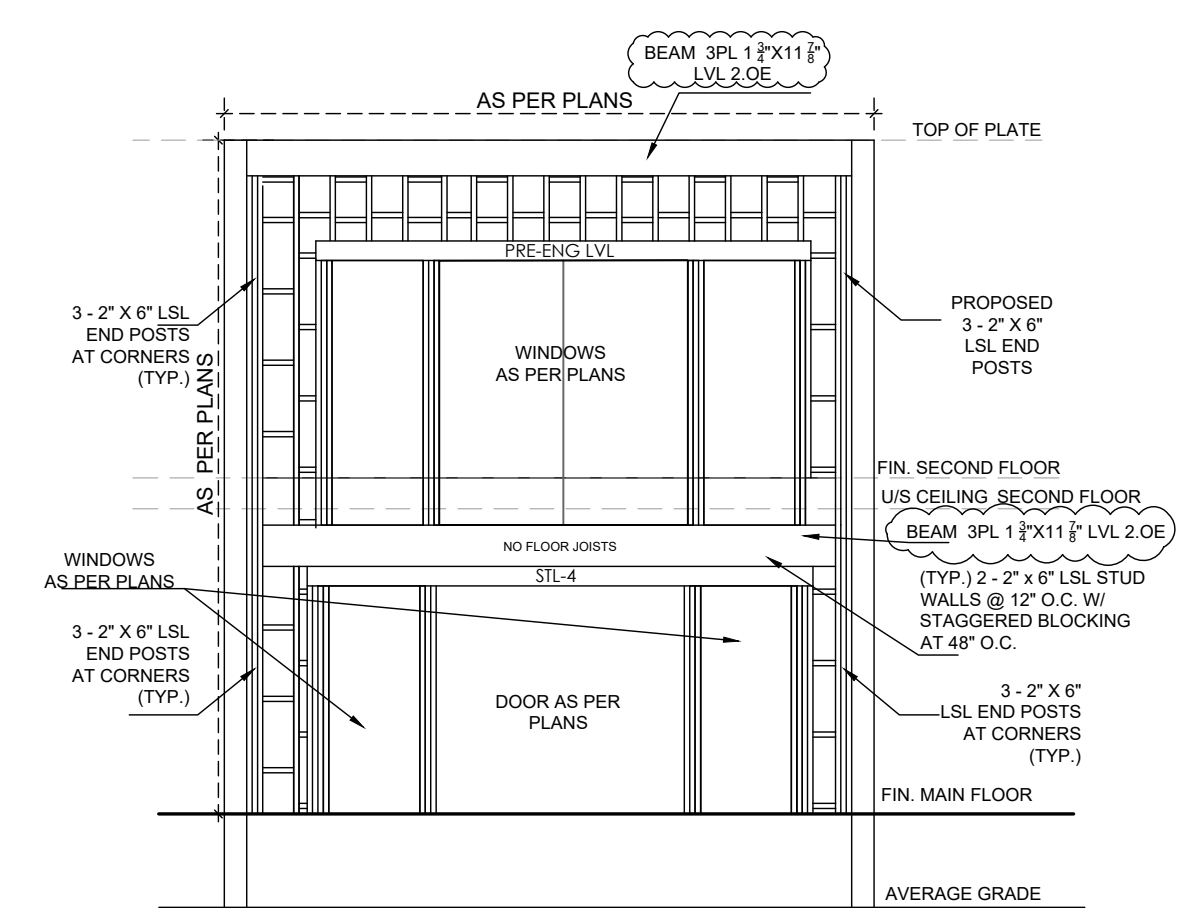 BEAM 3PL 1 3/4"X11 7/8"
LVL 2.OE
AS PER PLANS
TOP OF PLATE
PRE-ENG LVL
3 - 2" X 6" LSL
END POSTS
AT CORNERS
(TYP.)
AS PER PLANS
WINDOWS
AS PER PLANS
PROPOSED
3 - 2" X 6"
LSL END
POSTS
FIN. SECOND FLOOR
U/S CEILING SECOND FLOOR
BEAM 3PL 1 3/4"X11 7/8" LVL 2.OE
NO FLOOR JOISTS
STL-4
(TYP.) 2 - 2" x 6" LSL STUD
WALLS @ 12" O.C. W/
STAGGERED BLOCKING
AT 48" O.C.
WINDOWS
AS PER PLANS
3 - 2" X 6" LSL
END POSTS
AT CORNERS
(TYP.)
DOOR AS PER
PLANS
3 - 2" X 6"
LSL END POSTS
AT CORNERS
(TYP.)
FIN. MAIN FLOOR
AVERAGE GRADE